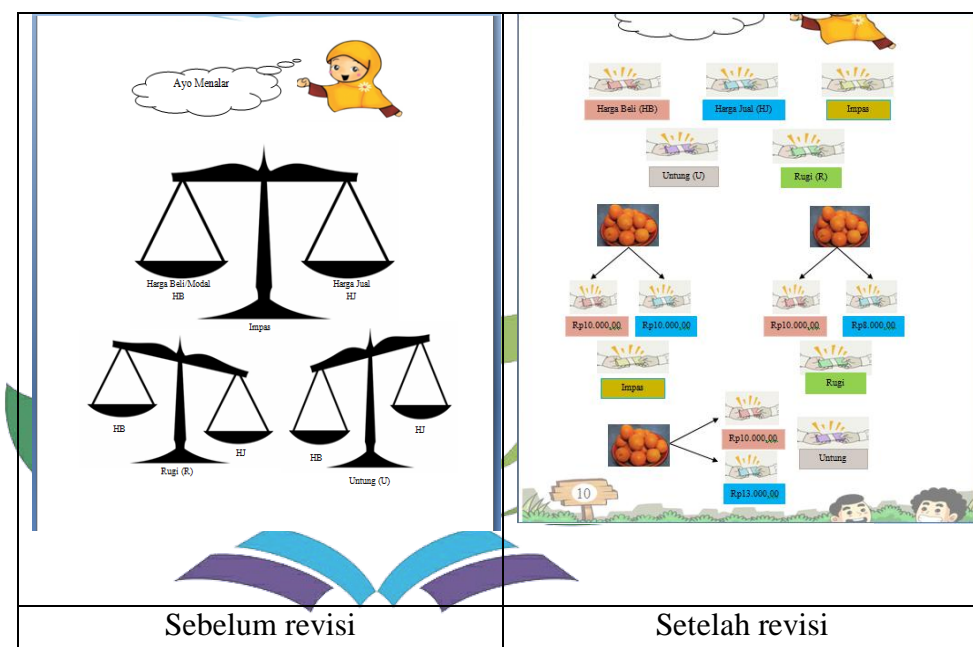 Ayo Menalar
Harga Beli/Modal
HB
Harga Jual
HJ
Impas
HB
HJ
Rugi (R)
HB
HJ
Untung (U)
Harga Beli (HB)
Harga Jual (HJ)
Impas
Untung (U)
Rugi (R)
Rp10.000,00
Rp10.000,00
Rp10.000,00
Rp8.000,00
Impas
Rugi
Rp10.000,00
Untung
Rp13.000,00
10
Sebelum revisi
Setelah revisi